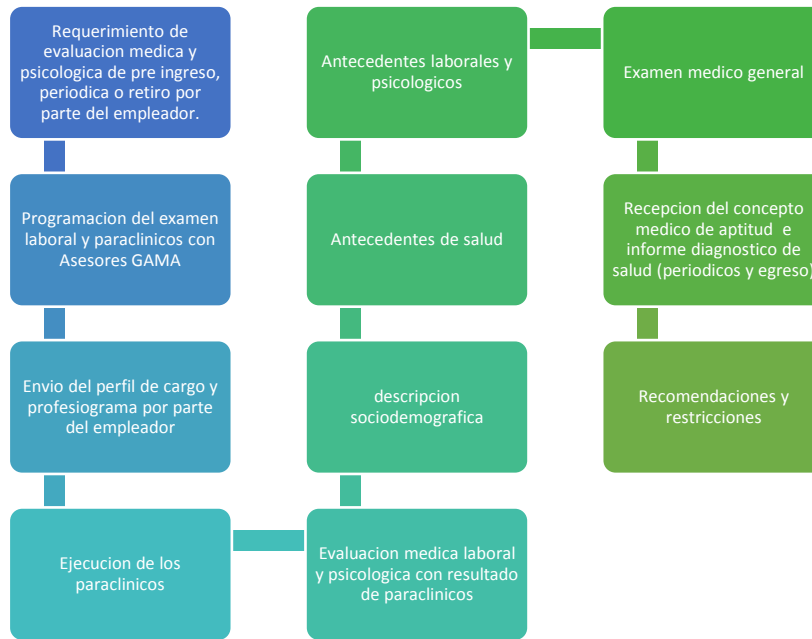 Requerimiento de
evaluacion medica y
psicologica de pre ingreso,
periodica o retiro por
parte del empleador.
Programacion del examen
laboral y paraclinicos con
Asesores GAMA
Envio del perfil de cargo y
profesiograma por parte
del empleador
Ejecucion de los
paraclinicos
Evaluacion medica laboral
y psicologica con resultado
de paraclinicos
descripcion
sociodemografica
Antecedentes de salud
Antecedentes laborales y
psicologicos
Examen medico general
Recepcion del concepto
medico de aptitud e
informe diagnostico de
salud (periodicos y egreso)
Recomendaciones y
restricciones